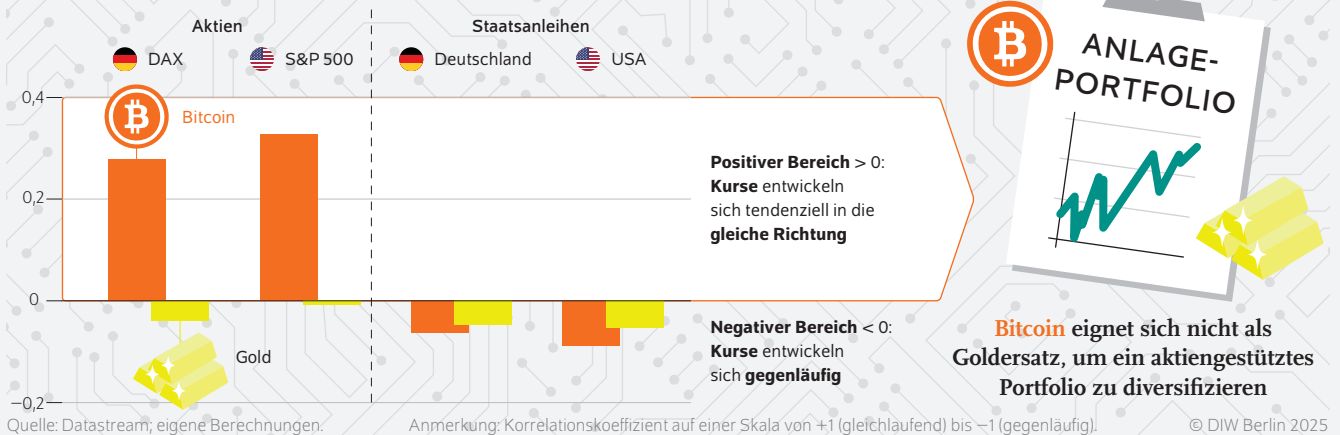 Aktien
Staatsanleihen
DAX
S&P 500
Deutschland
USA
0,4
0,2
0
−0,2
Bitcoin
Gold
Positiver Bereich > 0:
Kurse entwickeln
sich tendenziell in die
gleiche Richtung
Negativer Bereich < 0:
Kurse entwickeln
sich gegenläufig
ANLAGE-
PORTFOLIO
Bitcoin eignet sich nicht als
Goldersatz, um ein aktiengestütztes
Portfolio zu diversifizieren
Quelle: Datastream; eigene Berechnungen.
Anmerkung: Korrelationskoeffizient auf einer Skala von +1 (gleichlaufend) bis −1 (gegenläufig).
© DIW Berlin 2025